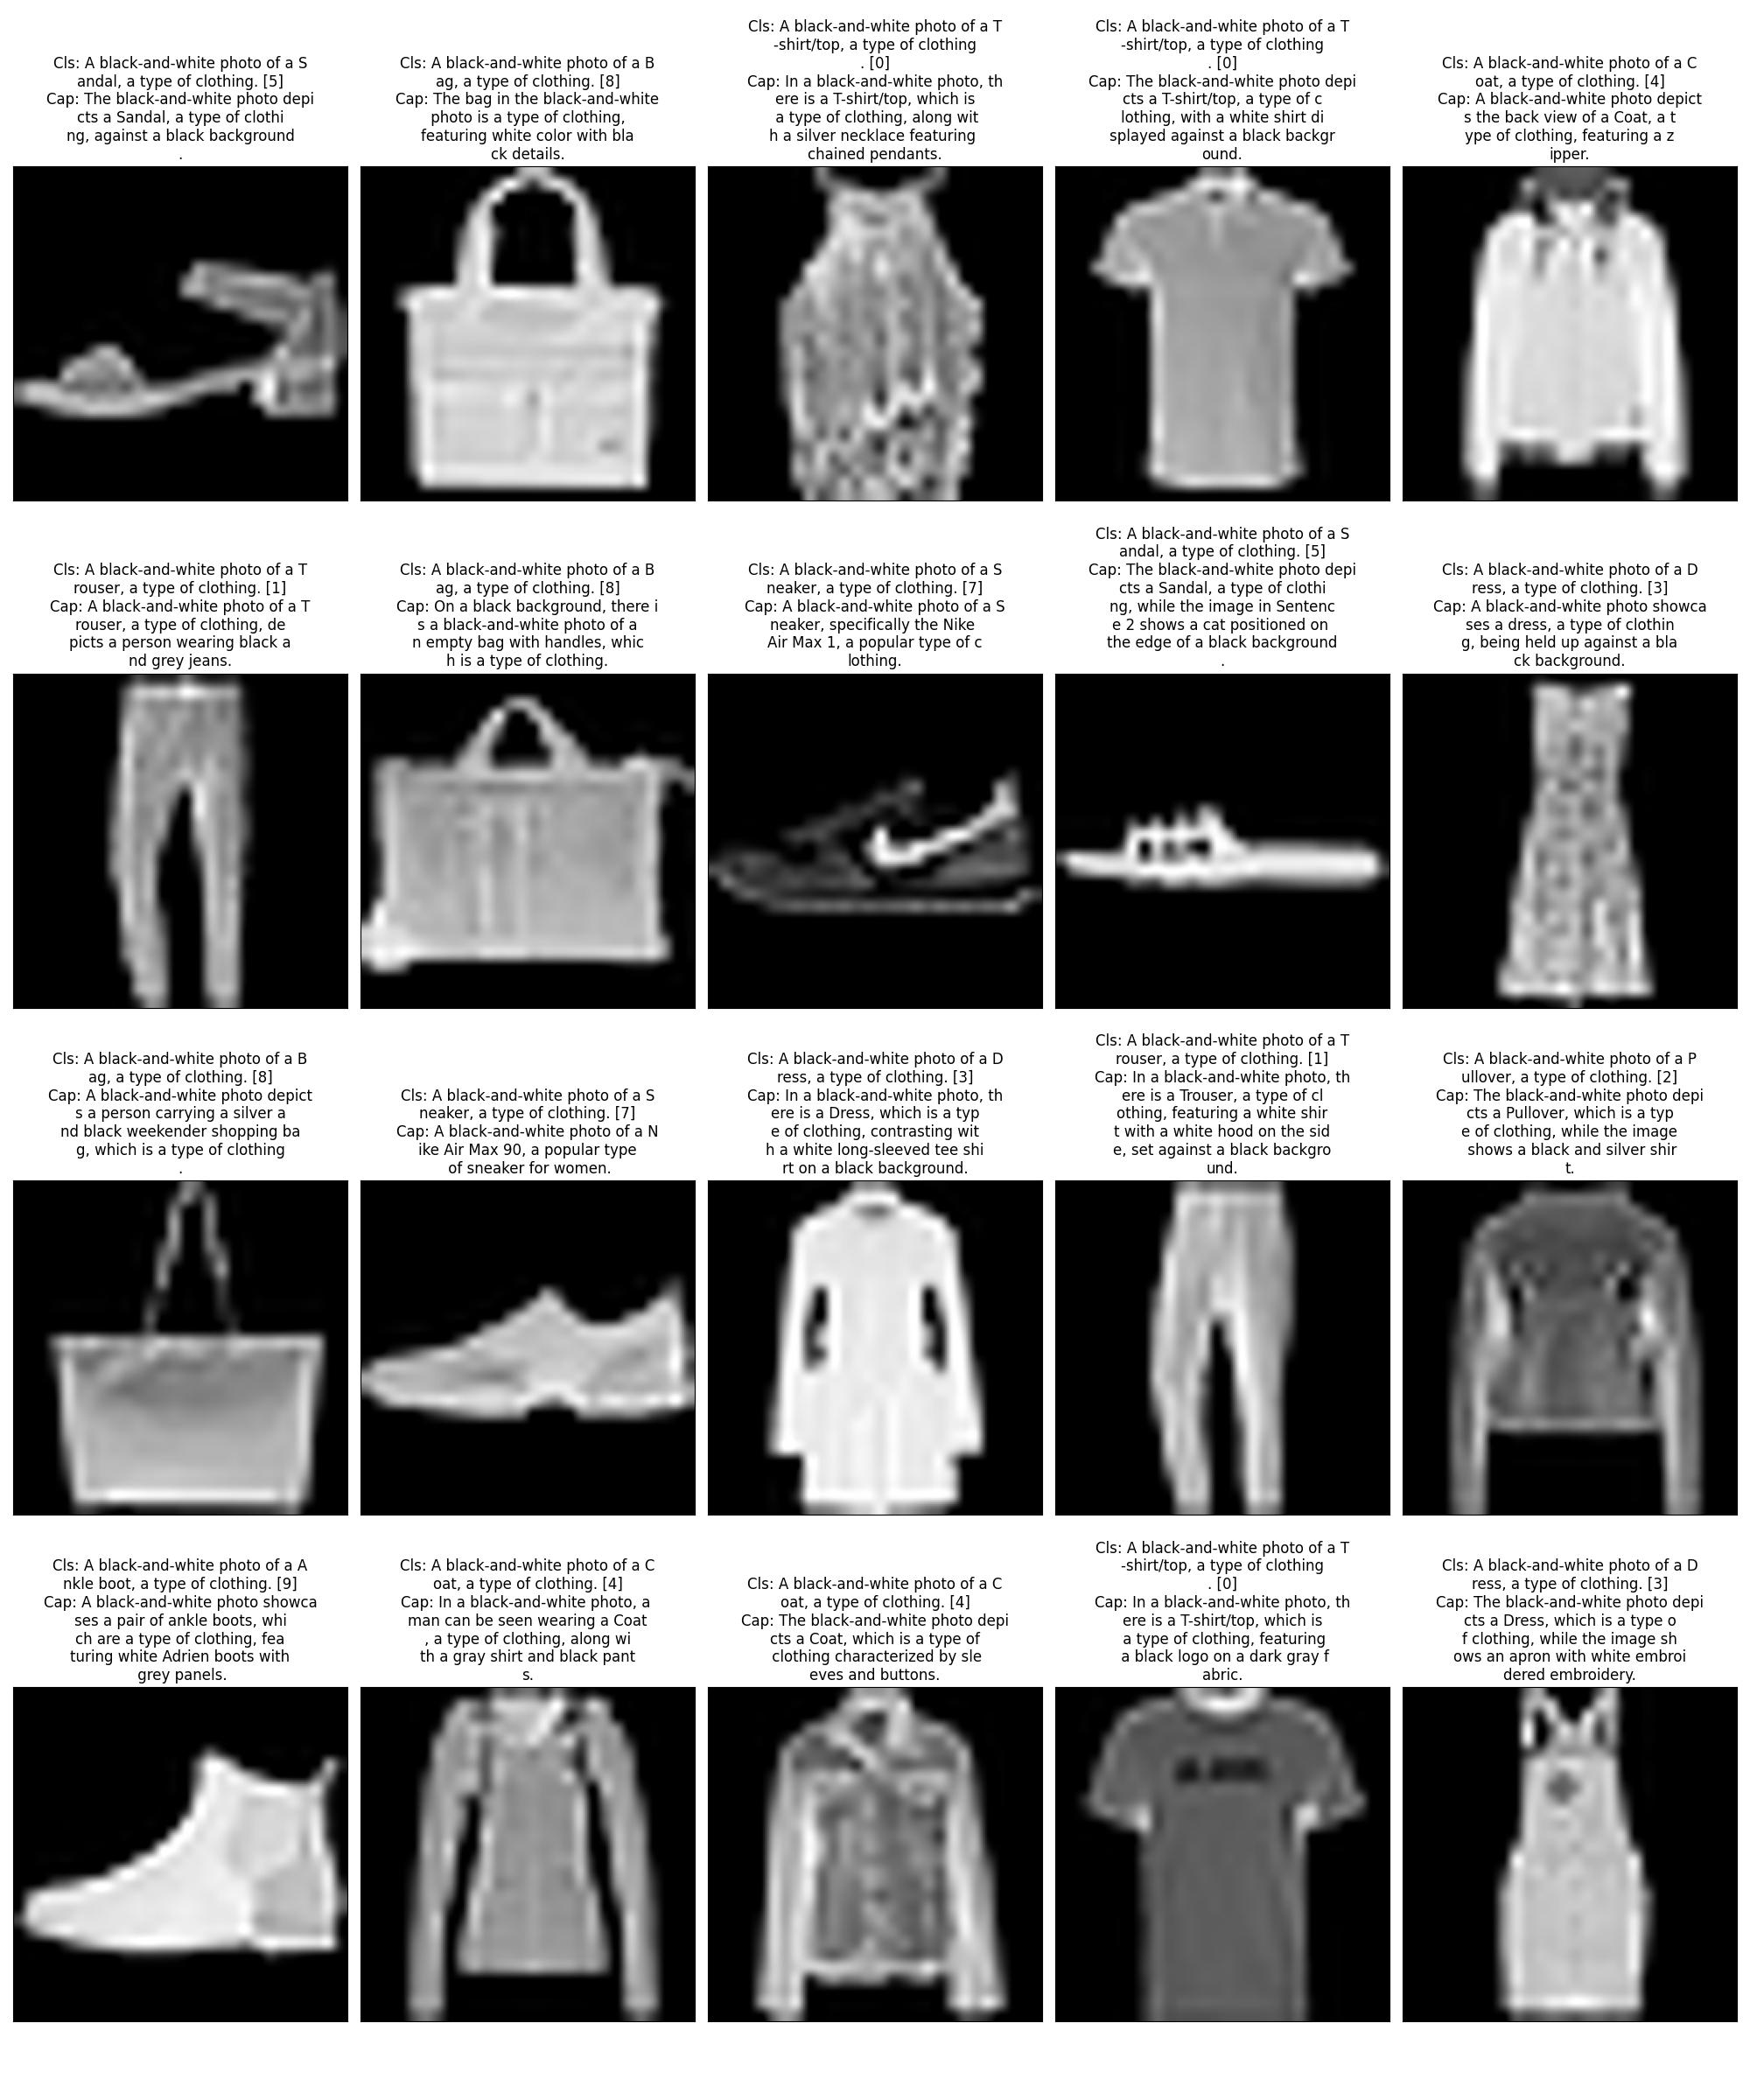 Cls: A black-and-white photo of a S
andal, a type of clothing. [5]
Cap: The black-and-white photo depi
cts a Sandal, a type of clothi
ng, against a black background
.
Cls: A black-and-white photo of a B
ag, a type of clothing. [8]
Cap: The bag in the black-and-white
photo is a type of clothing,
featuring white color with bla
ck details.
Cls: A black-and-white photo of a T
-shirt/top, a type of clothing
. [0]
Cap: In a black-and-white photo, th
ere is a T-shirt/top, which is
a type of clothing, along wit
h a silver necklace featuring
chained pendants.
Cls: A black-and-white photo of a T
-shirt/top, a type of clothing
. [0]
Cap: The black-and-white photo depi
cts a T-shirt/top, a type of c
lothing, with a white shirt di
splayed against a black backgr
ound.
Cls: A black-and-white photo of a C
oat, a type of clothing. [4]
Cap: A black-and-white photo depict
s the back view of a Coat, a t
ype of clothing, featuring a z
ipper.
Cls: A black-and-white photo of a T
rouser, a type of clothing. [1]
Cap: A black-and-white photo of a T
rouser, a type of clothing, de
picts a person wearing black a
nd grey jeans.
Cls: A black-and-white photo of a B
ag, a type of clothing. [8]
Cap: On a black background, there i
s a black-and-white photo of a
n empty bag with handles, whic
h is a type of clothing.
Cls: A black-and-white photo of a S
neaker, a type of clothing. [7]
Cap: A black-and-white photo of a S
neaker, specifically the Nike
Air Max 1, a popular type of c
lothing.
Cls: A black-and-white photo of a S
andal, a type of clothing. [5]
Cap: The black-and-white photo depi
cts a Sandal, a type of clothi
ng, while the image in Sentenc
e 2 shows a cat positioned on
the edge of a black background
.
Cls: A black-and-white photo of a D
ress, a type of clothing. [3]
Cap: A black-and-white photo showca
ses a dress, a type of clothin
g, being held up against a bla
ck background.
Cls: A black-and-white photo of a B
ag, a type of clothing. [8]
Cap: A black-and-white photo depict
s a person carrying a silver a
nd black weekender shopping ba
g, which is a type of clothing
.
Cls: A black-and-white photo of a S
neaker, a type of clothing. [7]
Cap: A black-and-white photo of a N
ike Air Max 90, a popular type
of sneaker for women.
Cls: A black-and-white photo of a D
ress, a type of clothing. [3]
Cap: In a black-and-white photo, th
ere is a Dress, which is a typ
e of clothing, contrasting wit
h a white long-sleeved tee shi
rt on a black background.
Cls: A black-and-white photo of a T
rouser, a type of clothing. [1]
Cap: In a black-and-white photo, th
ere is a Trouser, a type of cl
othing, featuring a white shir
t with a white hood on the sid
e, set against a black backgro
und.
Cls: A black-and-white photo of a P
ullover, a type of clothing. [2]
Cap: The black-and-white photo depi
cts a Pullover, which is a typ
e of clothing, while the image
shows a black and silver shir
t.
Cls: A black-and-white photo of a A
nkle boot, a type of clothing. [9]
Cap: A black-and-white photo showca
ses a pair of ankle boots, whi
ch are a type of clothing, fea
turing white Adrien boots with
grey panels.
Cls: A black-and-white photo of a C
oat, a type of clothing. [4]
Cap: In a black-and-white photo, a
man can be seen wearing a Coat
, a type of clothing, along wi
th a gray shirt and black pant
s.
Cls: A black-and-white photo of a C
oat, a type of clothing. [4]
Cap: The black-and-white photo depi
cts a Coat, which is a type of
clothing characterized by sle
eves and buttons.
Cls: A black-and-white photo of a T
-shirt/top, a type of clothing
. [0]
Cap: In a black-and-white photo, th
ere is a T-shirt/top, which is
a type of clothing, featuring
a black logo on a dark gray f
abric.
Cls: A black-and-white photo of a D
ress, a type of clothing. [3]
Cap: The black-and-white photo depi
cts a Dress, which is a type o
f clothing, while the image sh
ows an apron with white embroi
dered embroidery.